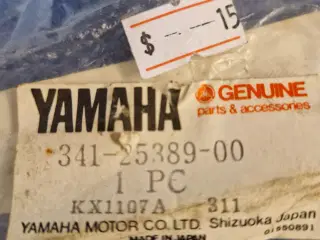 $ 15
YAMAHA GENUINE
parts & accessories
341-25389-00
1 PC
KX1107A 311
YAMAHA MOTOR CO. LTD. Shizuoka Japan
MADE IN JAPAN